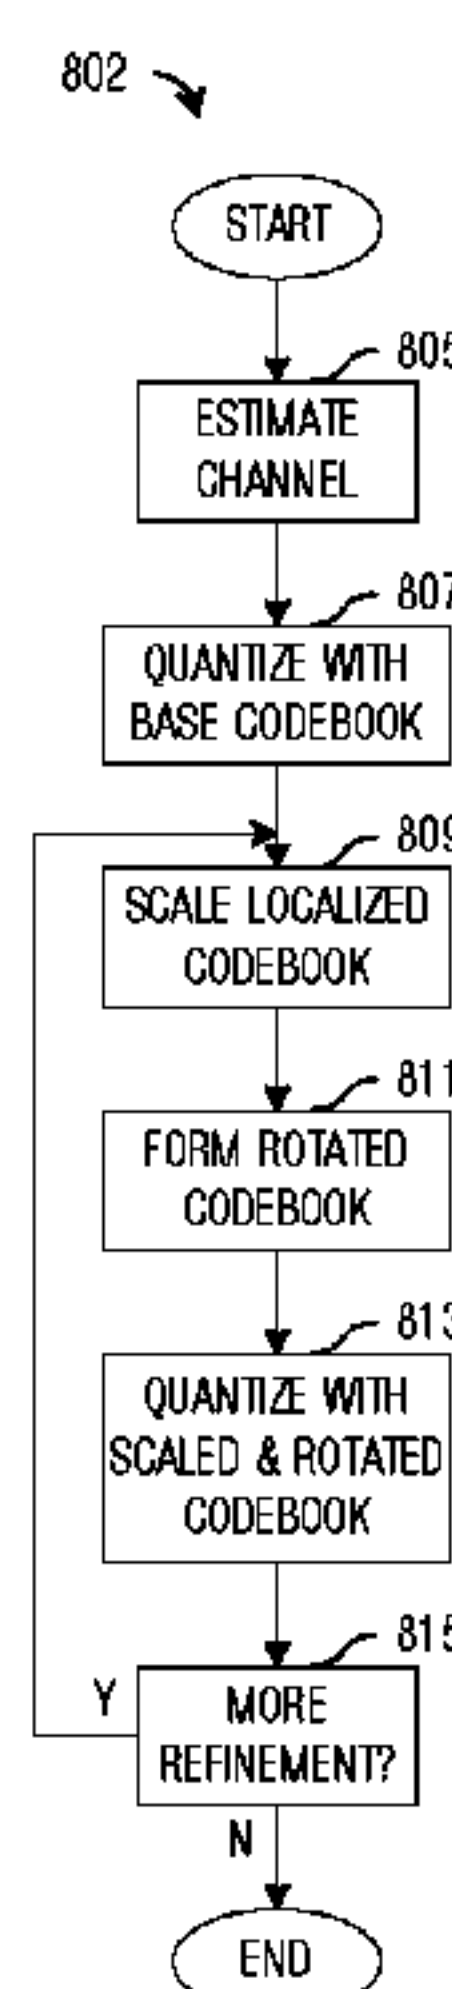 802
START
805
ESTIMATE
CHANNEL
807
QUANTIZE WITH
BASE CODEBOOK
809
SCALE LOCALIZED
CODEBOOK
811
FORM ROTATED
CODEBOOK
813
QUANTIZE WITH
SCALED & ROTATED
CODEBOOK
815
MORE
REFINEMENT?
Y
N
END